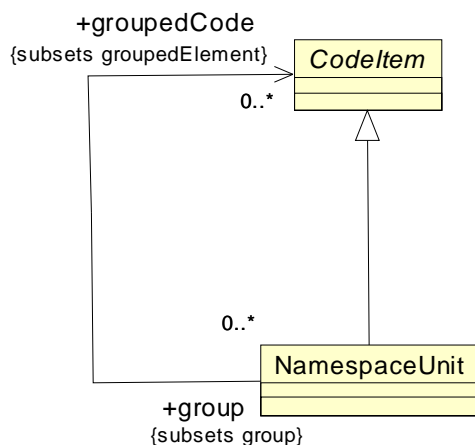 +groupedCode
{subsets groupedElement}
CodeItem
0..*
0..*
NamespaceUnit
+group
{subsets group}